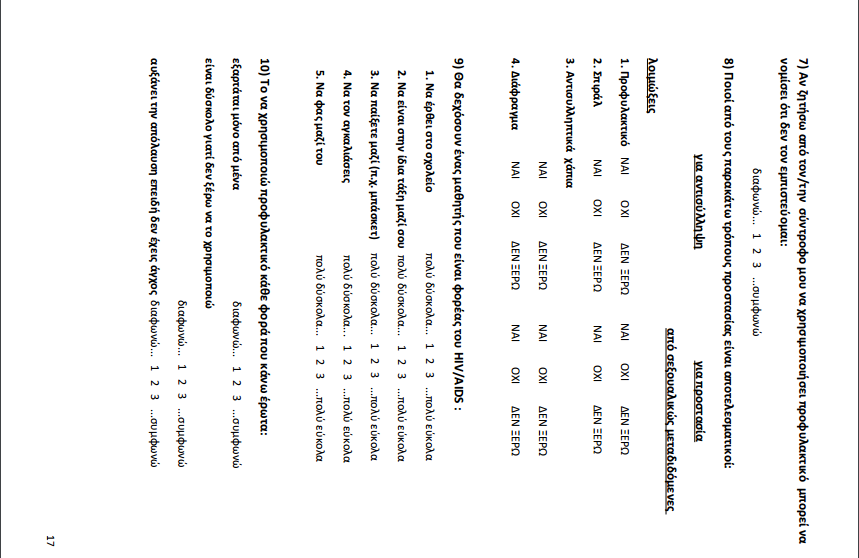 7) Αν ζητήσω από τον/την σύντροφο μου να χρησιμοποιήσει προφυλακτικό μπορεί να
νομίσει ότι δεν τον εμπιστεύομαι:
διαφωνώ... 1 2 3 ...συμφωνώ
8) Ποιοί από τους παρακάτω τρόπους προστασίας είναι αποτελεσματικοί:
για αντισύλληψη για προστασία
από σεξουαλικώς μεταδιδόμενες
λοιμώξεις
1. Προφυλακτικό ΝΑΙ ΟΧΙ ΔΕΝ ΞΕΡΩ ΝΑΙ ΟΧΙ ΔΕΝ ΞΕΡΩ
2. Σπιράλ ΝΑΙ ΟΧΙ ΔΕΝ ΞΕΡΩ ΝΑΙ ΟΧΙ ΔΕΝ ΞΕΡΩ
3. Αντισυλληπτικά χάπια
ΝΑΙ ΟΧΙ ΔΕΝ ΞΕΡΩ ΝΑΙ ΟΧΙ ΔΕΝ ΞΕΡΩ
4. Διάφραγμα ΝΑΙ ΟΧΙ ΔΕΝ ΞΕΡΩ ΝΑΙ ΟΧΙ ΔΕΝ ΞΕΡΩ
9) Θα δεχόσουν ένας μαθητής που είναι φορέας του HIV/AIDS :
1. Να έρθει στο σχολείο πολύ δύσκολα... 1 2 3 ...πολύ εύκολα
2. Να είναι στην ίδια τάξη μαζί σου πολύ δύσκολα... 1 2 3 ...πολύ εύκολα
3. Να παίξετε μαζί (π.χ. μπάσκετ) πολύ δύσκολα... 1 2 3 ...πολύ εύκολα
4. Να τον αγκαλιάσεις πολύ δύσκολα... 1 2 3 ...πολύ εύκολα
5. Να φας μαζί του πολύ δύσκολα... 1 2 3 ...πολύ εύκολα
10) Το να χρησιμοποιώ προφυλακτικό κάθε φορά που κάνω έρωτα:
εξαρτάται μόνο από μένα διαφωνώ... 1 2 3 ...συμφωνώ
είναι δύσκολο γιατί δεν ξέρω να το χρησιμοποιώ
διαφωνώ... 1 2 3 ...συμφωνώ
αυξάνει την απόλαυση επειδή δεν έχεις άγχος διαφωνώ... 1 2 3 ...συμφωνώ
17